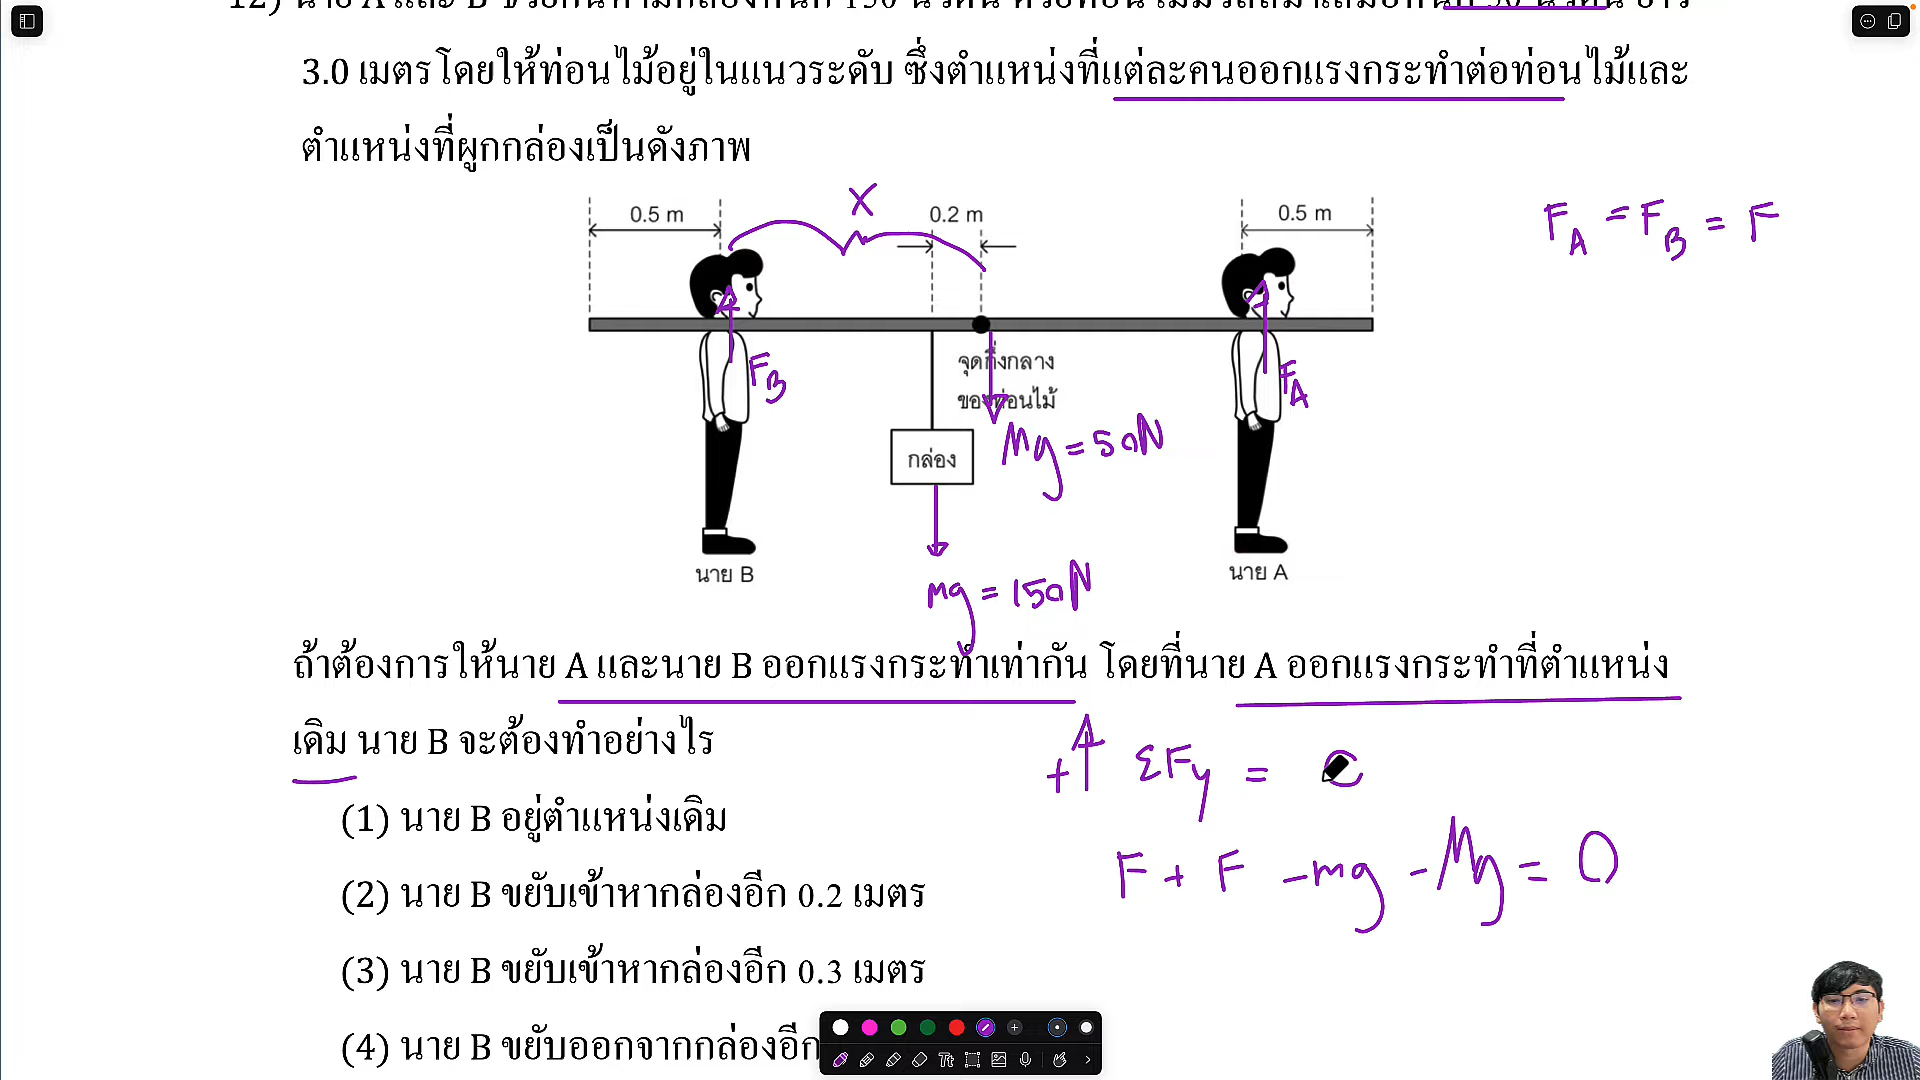 3.0 เมตรโดยให้ท่อนไม้อยู่ในแนวระดับ ซึ่งตำแหน่งที่แต่ละคนออกแรงกระทำต่อท่อนไม้และ
ตำแหน่งที่ผูกกล่องเป็นดังภาพ
X
0.5 m
0.2 m
0.5 m
F_A = F_B = F
จุดกึ่งกลาง
ของท่อนไม้
F_B
F_A
Mg = 50N
กล่อง
นาย B
นาย A
mg = 150N
ถ้าต้องการให้นาย A และนาย B ออกแรงกระทำเท่ากัน โดยที่นาย A ออกแรงกระทำที่ตำแหน่ง
เดิม นาย B จะต้องทำอย่างไร
+↑ ΣFy =
(1) นาย B อยู่ตำแหน่งเดิม
F + F - mg - Mg = 0
(2) นาย B ขยับเข้าหากล่องอีก 0.2 เมตร
(3) นาย B ขยับเข้าหากล่องอีก 0.3 เมตร
(4) นาย B ขยับออกจากกล่องอีก
Tt